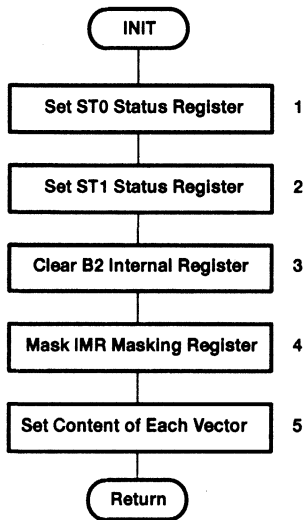 INIT
Set ST0 Status Register 1
Set ST1 Status Register 2
Clear B2 Internal Register 3
Mask IMR Masking Register 4
Set Content of Each Vector 5
Return